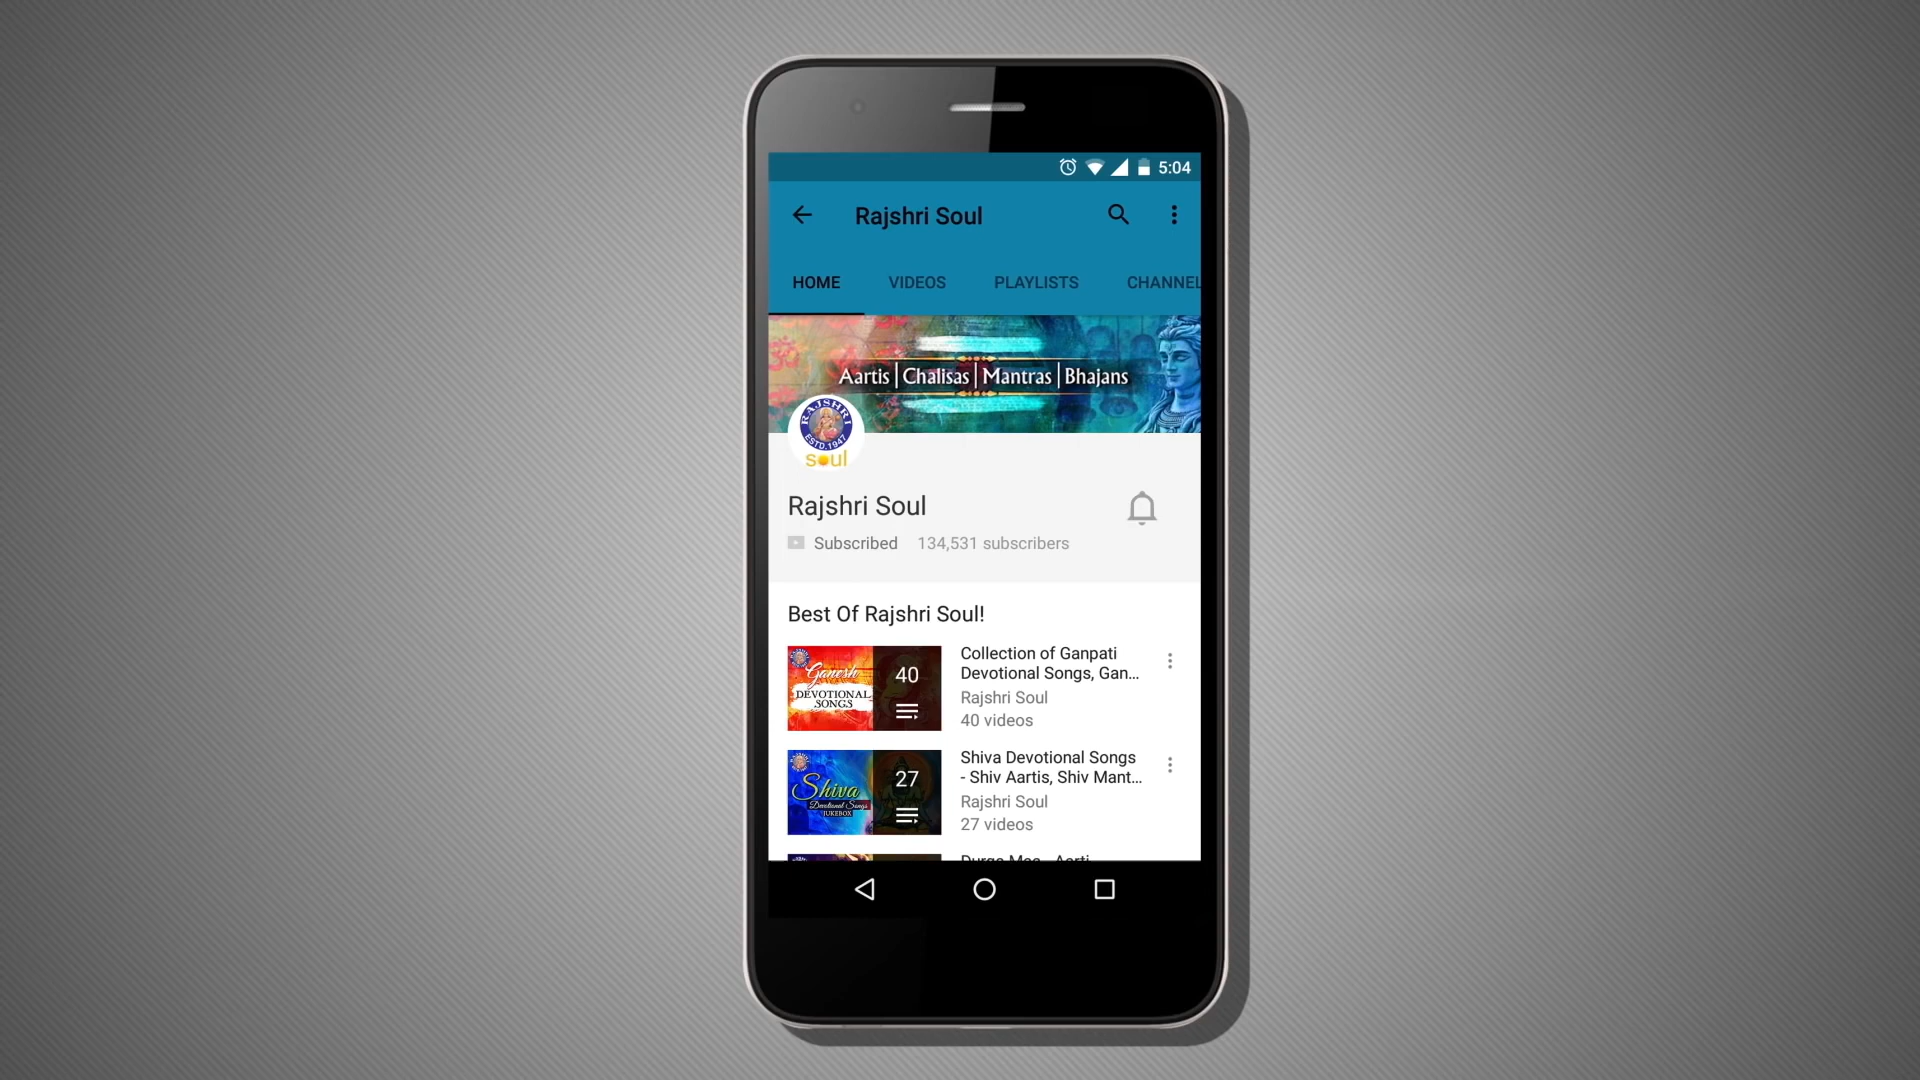 5:04
Rajshri Soul
HOME VIDEOS PLAYLISTS CHANNEL
Aartis | Chalisas | Mantras | Bhajans
RAJSHRI
ESTD.1947
soul
Rajshri Soul
Subscribed 134,531 subscribers
Best Of Rajshri Soul!
Ganesh
DEVOTIONAL
SONGS
40
Collection of Ganpati
Devotional Songs, Gan...
Rajshri Soul
40 videos
Shiva
Devotional Songs
JUKEBOX
27
Shiva Devotional Songs
- Shiv Aartis, Shiv Mant...
Rajshri Soul
27 videos